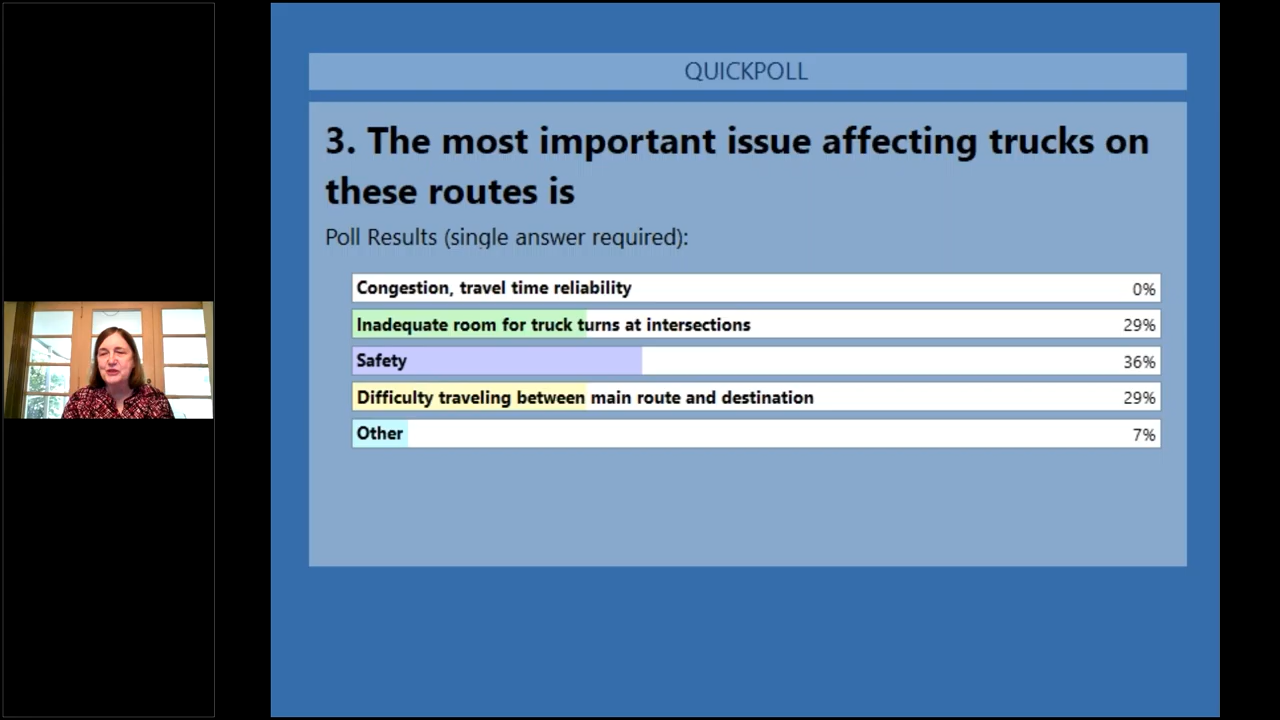 QUICKPOLL
3. The most important issue affecting trucks on
these routes is
Poll Results (single answer required):
Congestion, travel time reliability 0%
Inadequate room for truck turns at intersections 29%
Safety 36%
Difficulty traveling between main route and destination 29%
Other 7%